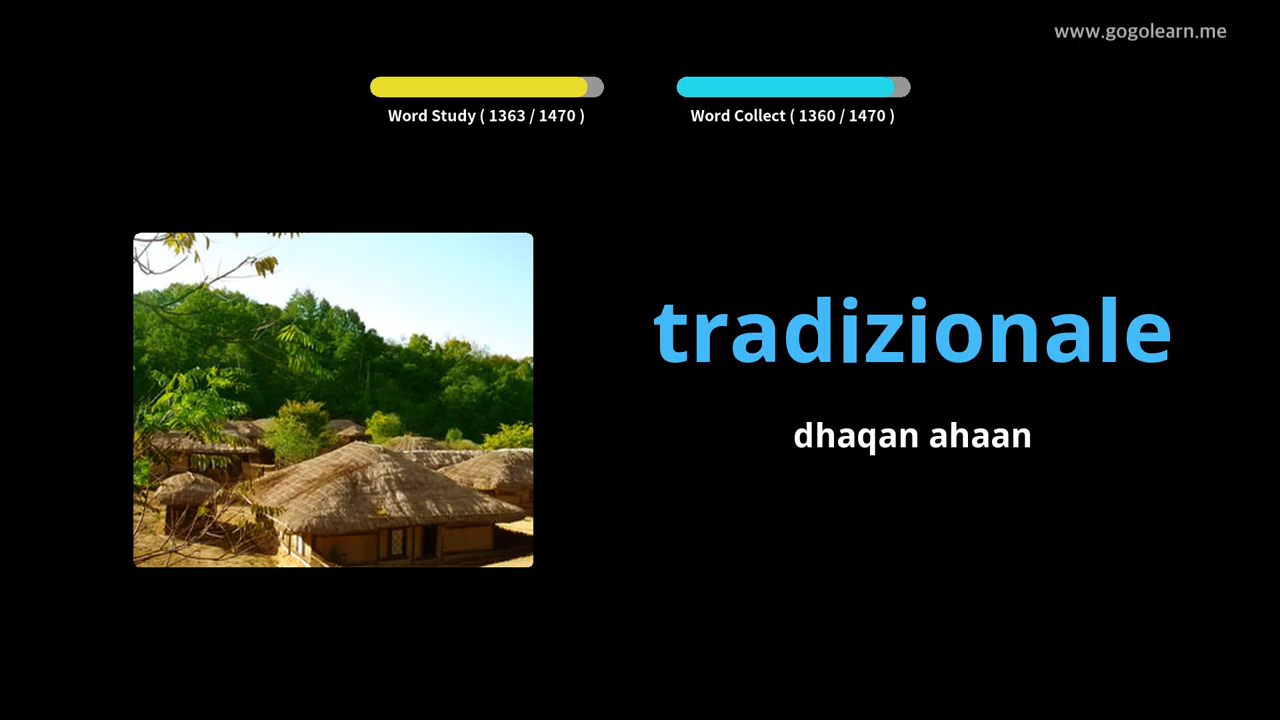 www.gogolearn.me
Word Study ( 1363 / 1470 )
Word Collect ( 1360 / 1470 )
tradizionale
dhaqan ahaan